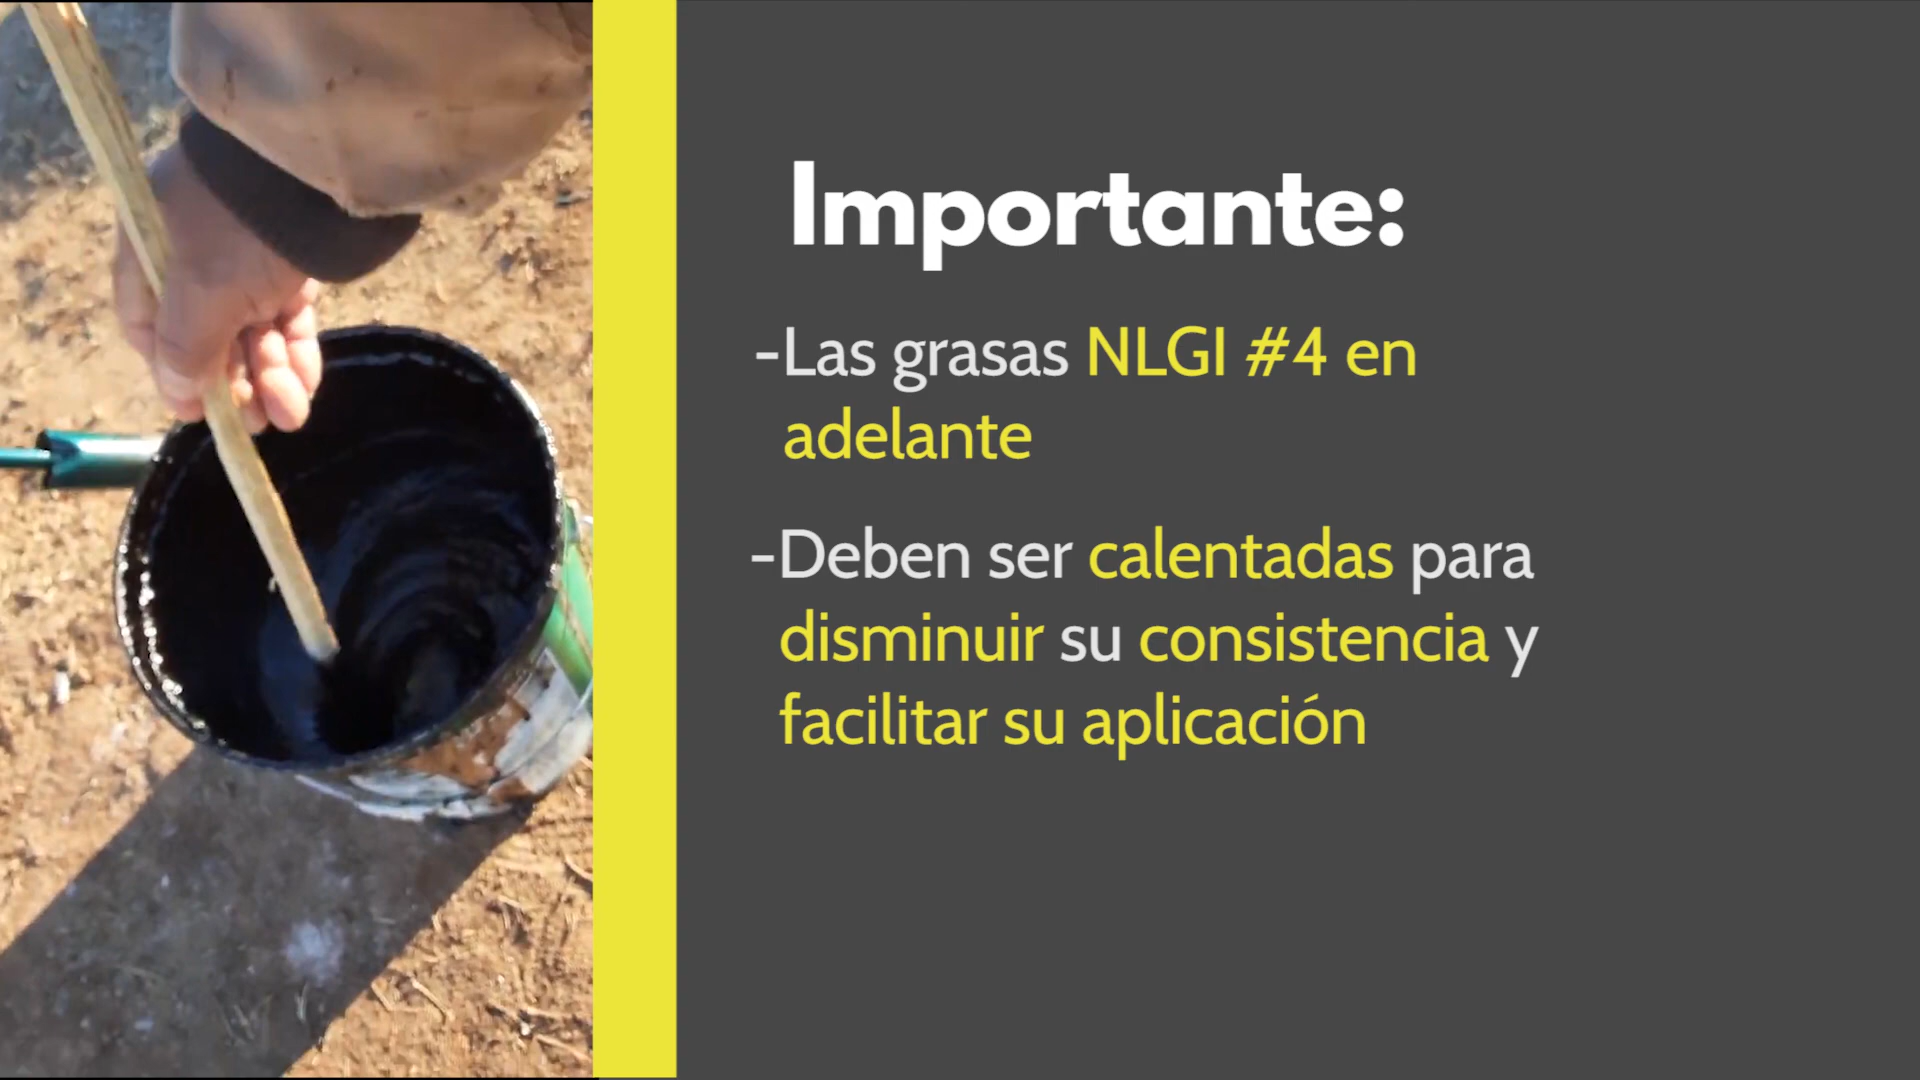 Importante:
-Las grasas NLGI #4 en
adelante
-Deben ser calentadas para
disminuir su consistencia y
facilitar su aplicación